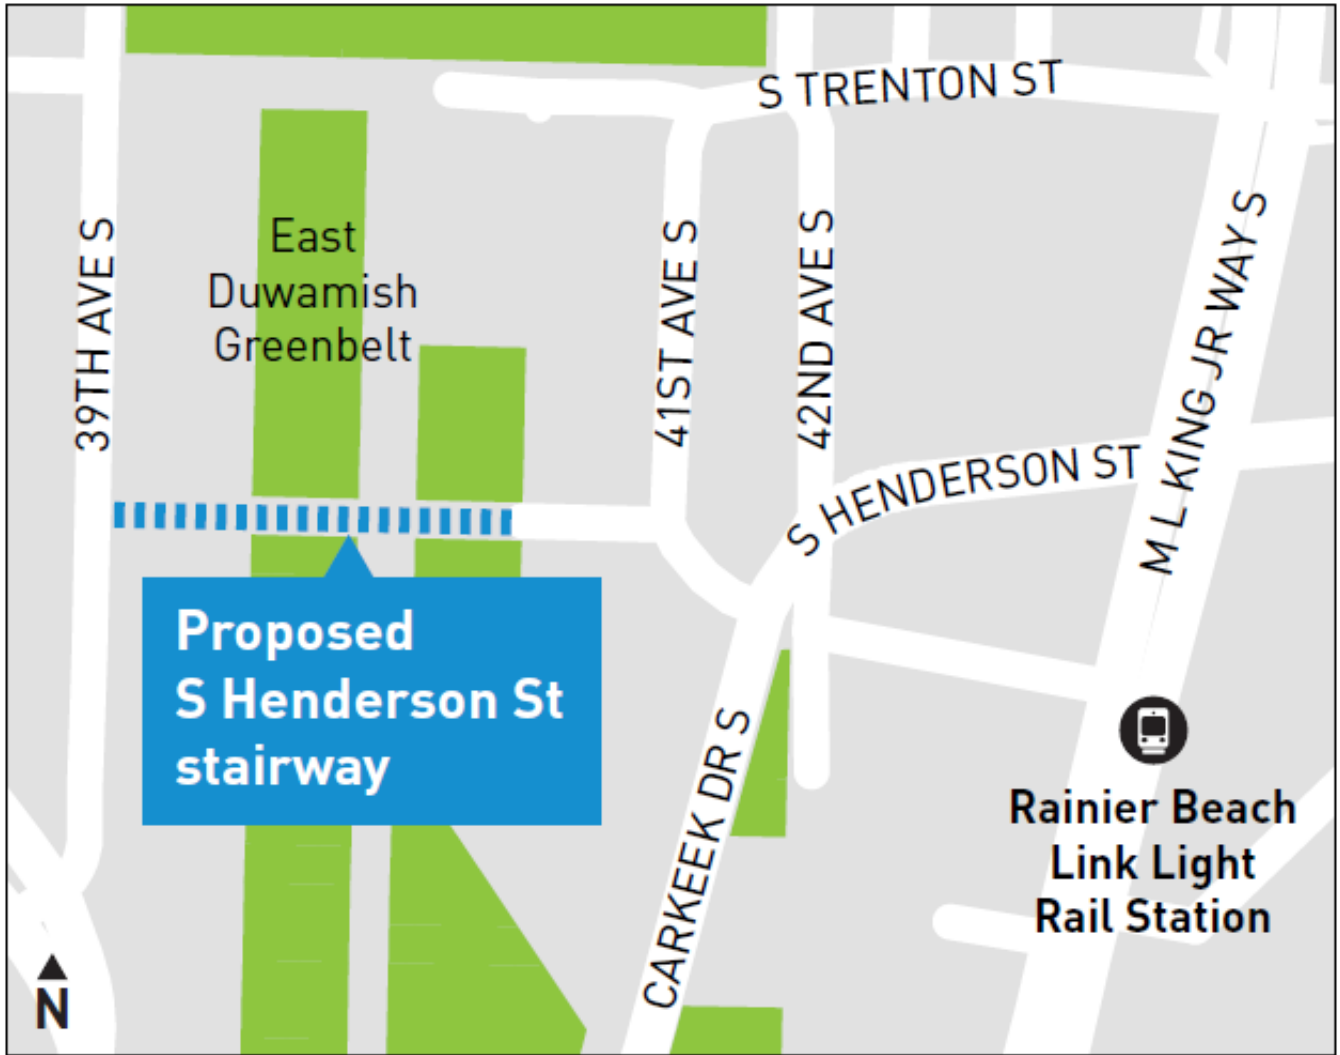 S TRENTON ST
East
Duwamish
Greenbelt
39TH AVE S
41ST AVE S
42ND AVE S
M L KING JR WAY S
S HENDERSON ST
Proposed
S Henderson St
stairway
CARKEEK DR S
Rainier Beach
Link Light
Rail Station
N